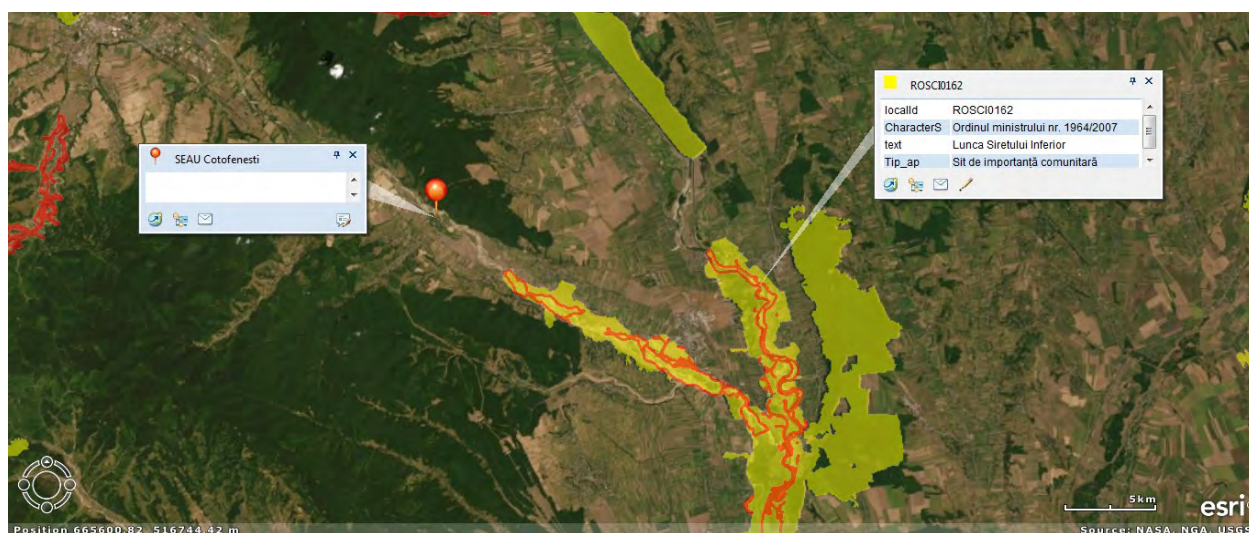 ROSCI0162
localId ROSCI0162
CharacterS Ordinul ministrului nr. 1964/2007
text Lunca Siretului Inferior
Tip_ap Sit de importanță comunitară
SEAU Cotofenesti
5km
esri
Position 665600.82 516744.42 m
Source: NASA, NGA, USGS